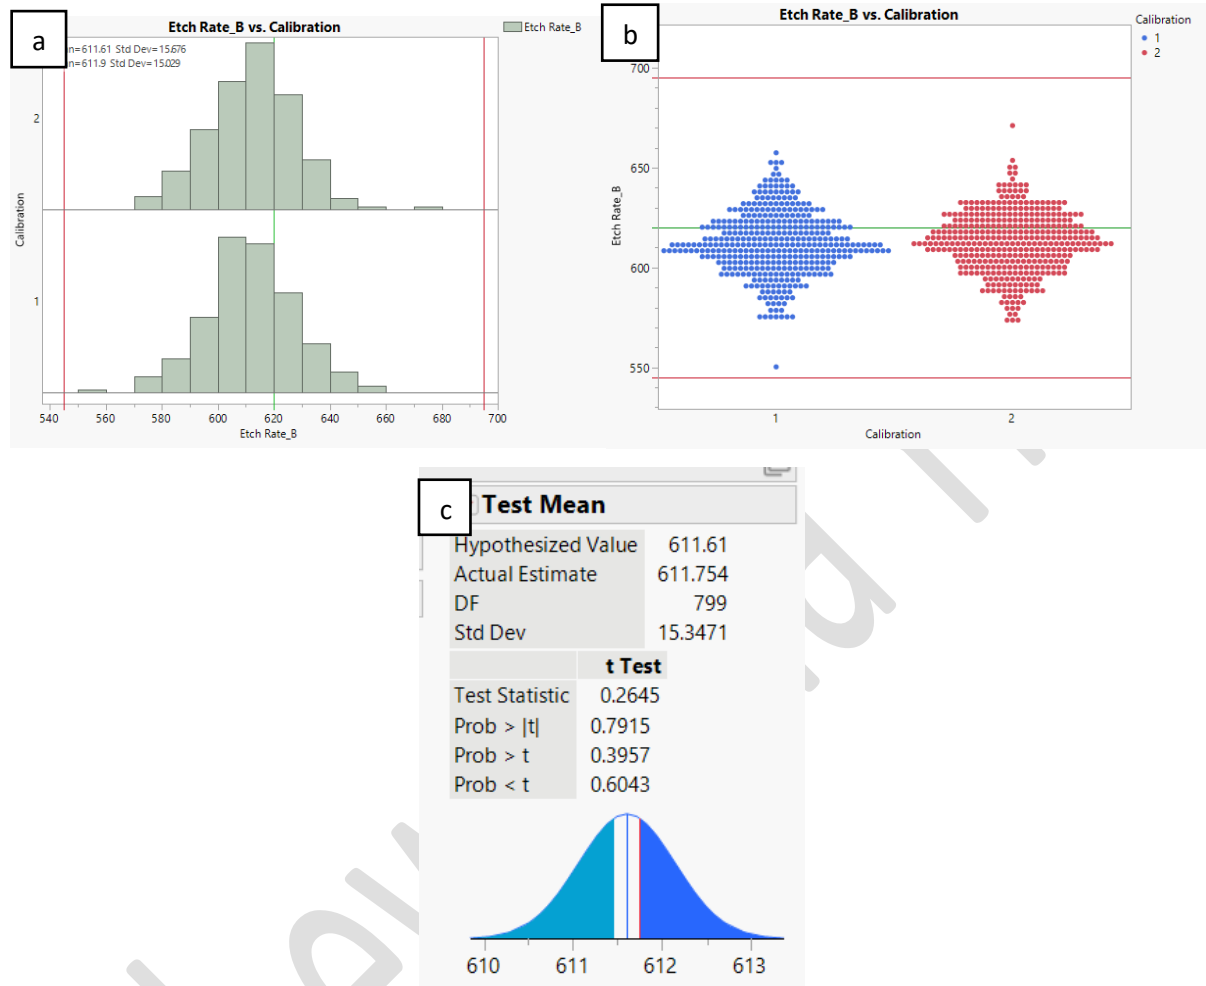 a
Etch Rate_B vs. Calibration
Etch Rate_B
n=611.61 Std Dev=15.676
n=611.9 Std Dev=15.029
2
1
Calibration
540 560 580 600 620 640 660 680 700
Etch Rate_B
b
Etch Rate_B vs. Calibration
Calibration
1
2
700
650
600
550
Etch Rate_B
1 2
Calibration
c
Test Mean
Hypothesized Value 611.61
Actual Estimate 611.754
DF 799
Std Dev 15.3471
t Test
Test Statistic 0.2645
Prob > |t| 0.7915
Prob > t 0.3957
Prob < t 0.6043
610 611 612 613